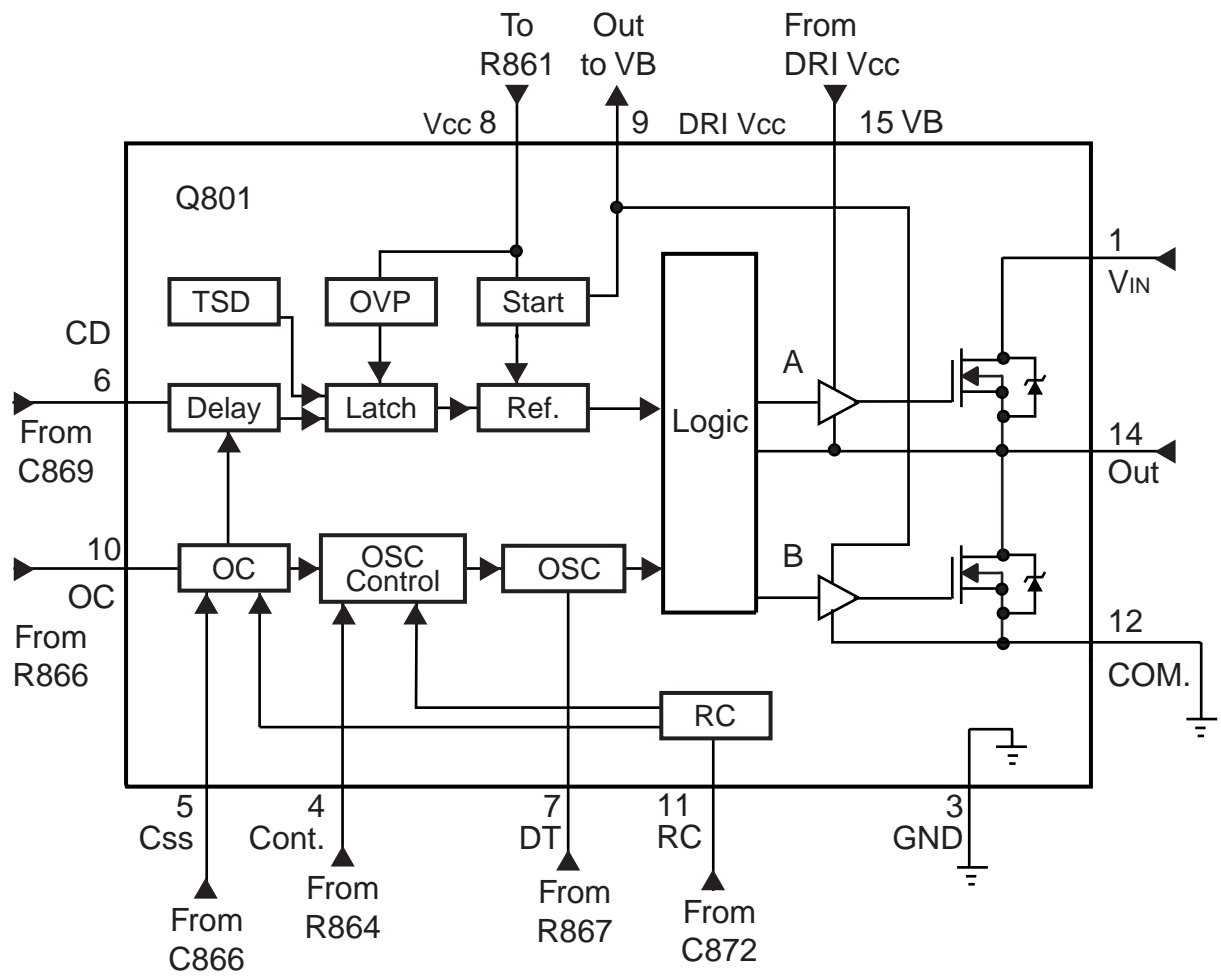 To
R861
Out
to VB
From
DRI Vcc
Vcc 8
9
DRI Vcc
15 VB
Q801
1
VIN
TSD
OVP
Start
CD
6
From
C869
Delay
Latch
Ref.
Logic
A
14
Out
10
OC
From
R866
OC
OSC
Control
OSC
B
12
COM.
RC
5
Css
4
Cont.
7
DT
11
RC
3
GND
From
C866
From
R864
From
R867
From
C872